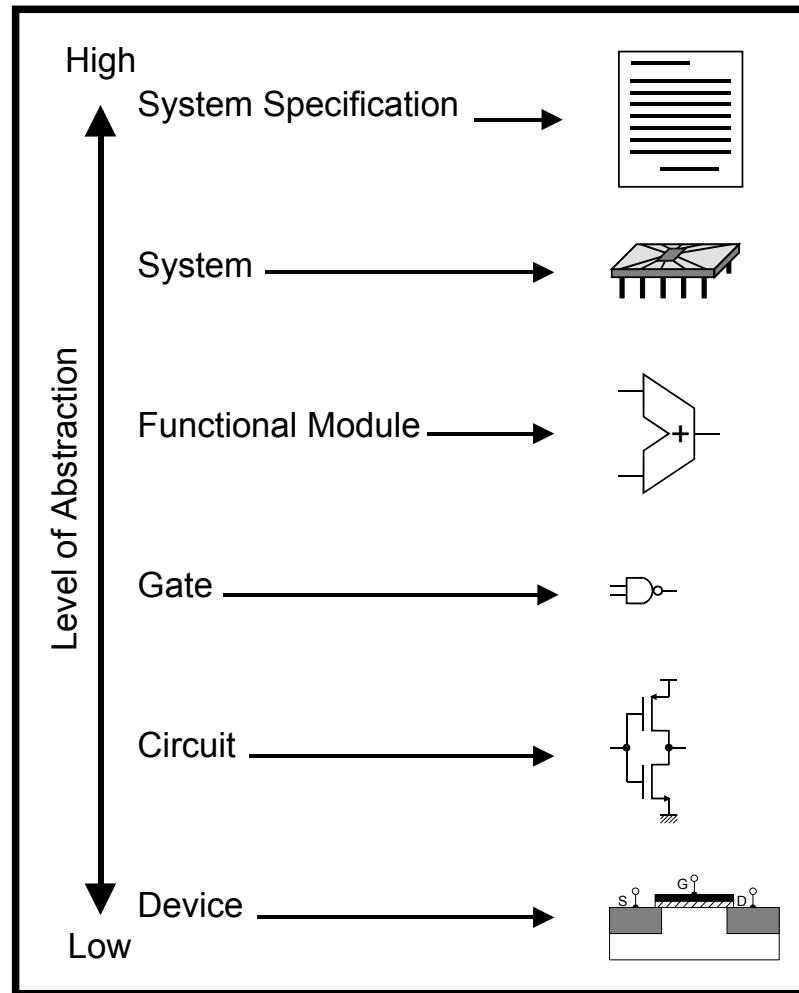 High
System Specification
System
Level of Abstraction
Functional Module
+
Gate
Circuit
Device
S
G
D
Low